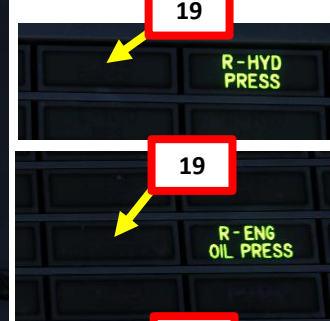 19
R-HYD
PRESS
19
R-ENG
OIL PRESS